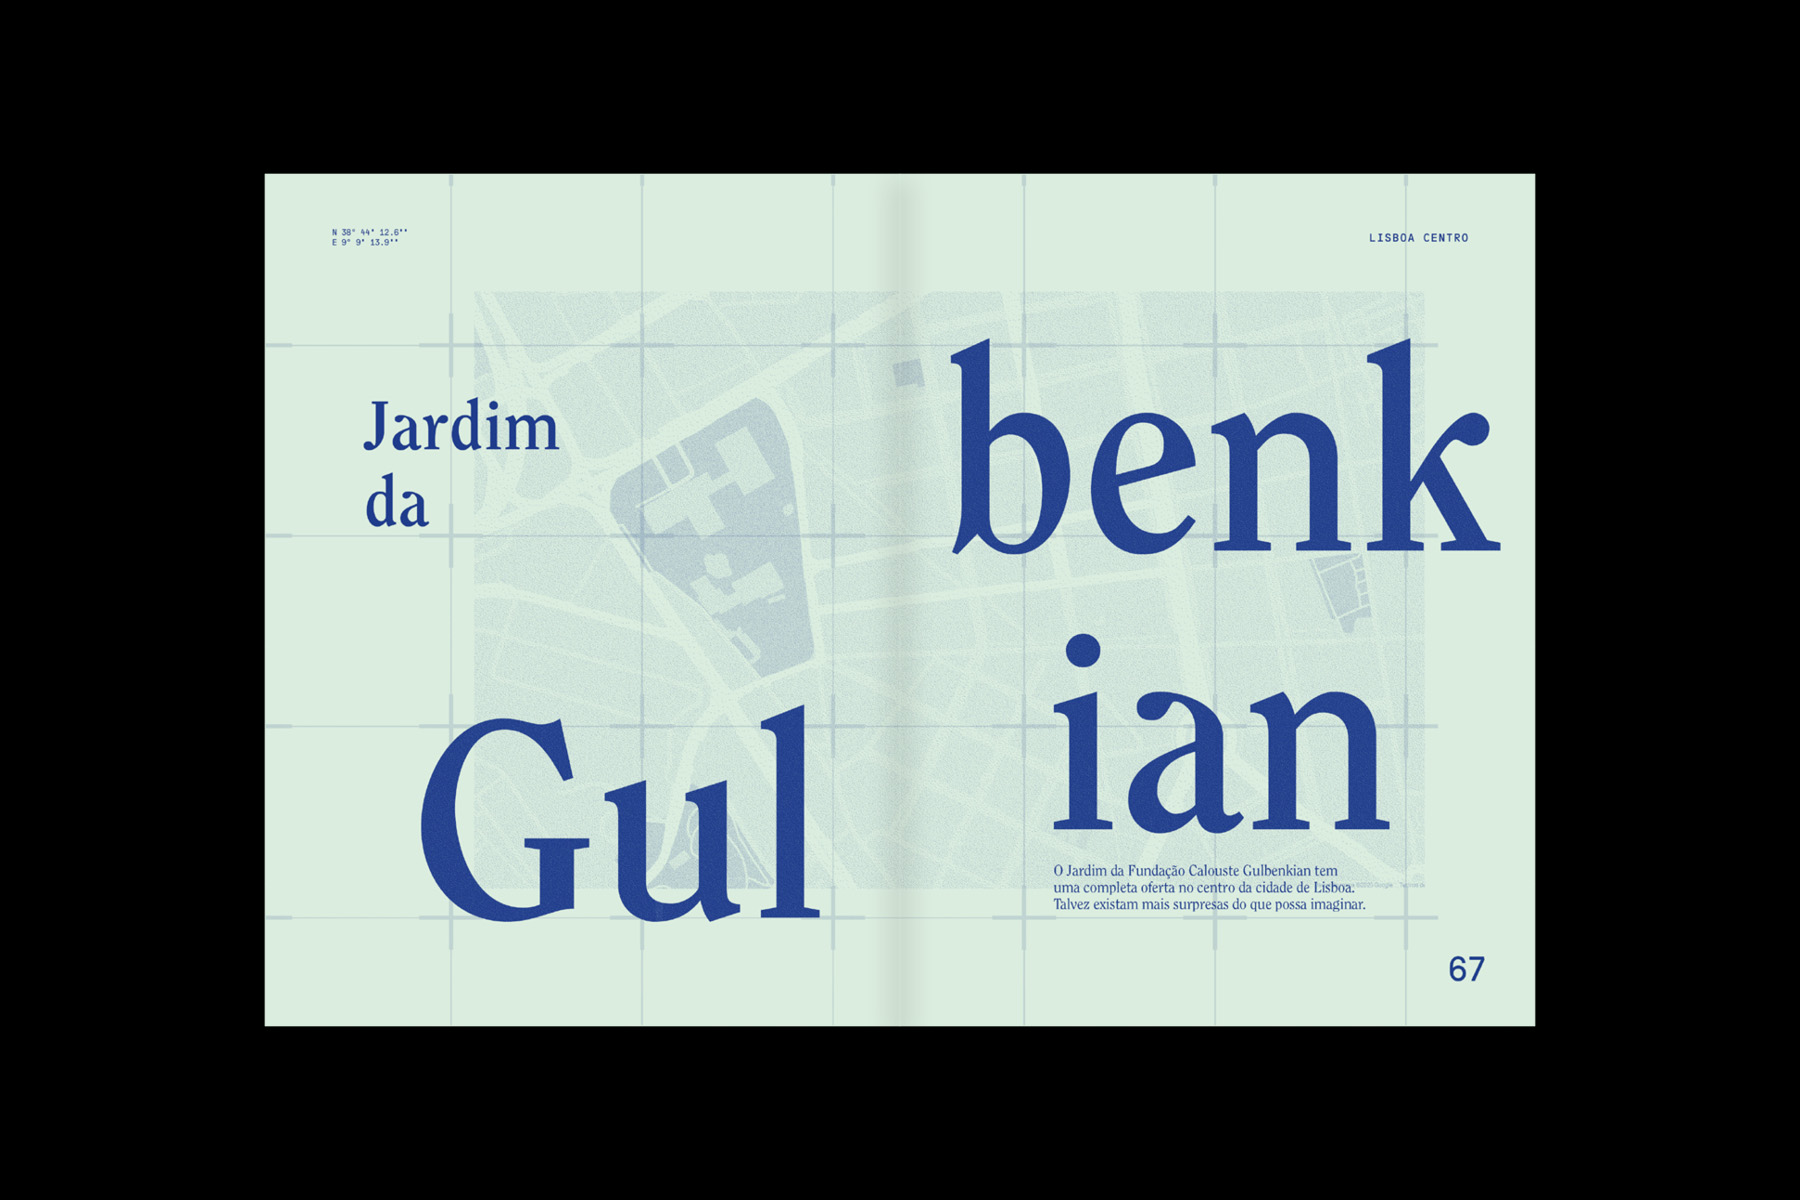 N 38° 44' 12.6''
E 9° 9' 13.9''
LISBOA CENTRO
Jardim
da
Gul
benk
ian
O Jardim da Fundação Calouste Gulbenkian tem
uma completa oferta no centro da cidade de Lisboa.
Talvez existam mais surpresas do que possa imaginar.
©2020 Google
67